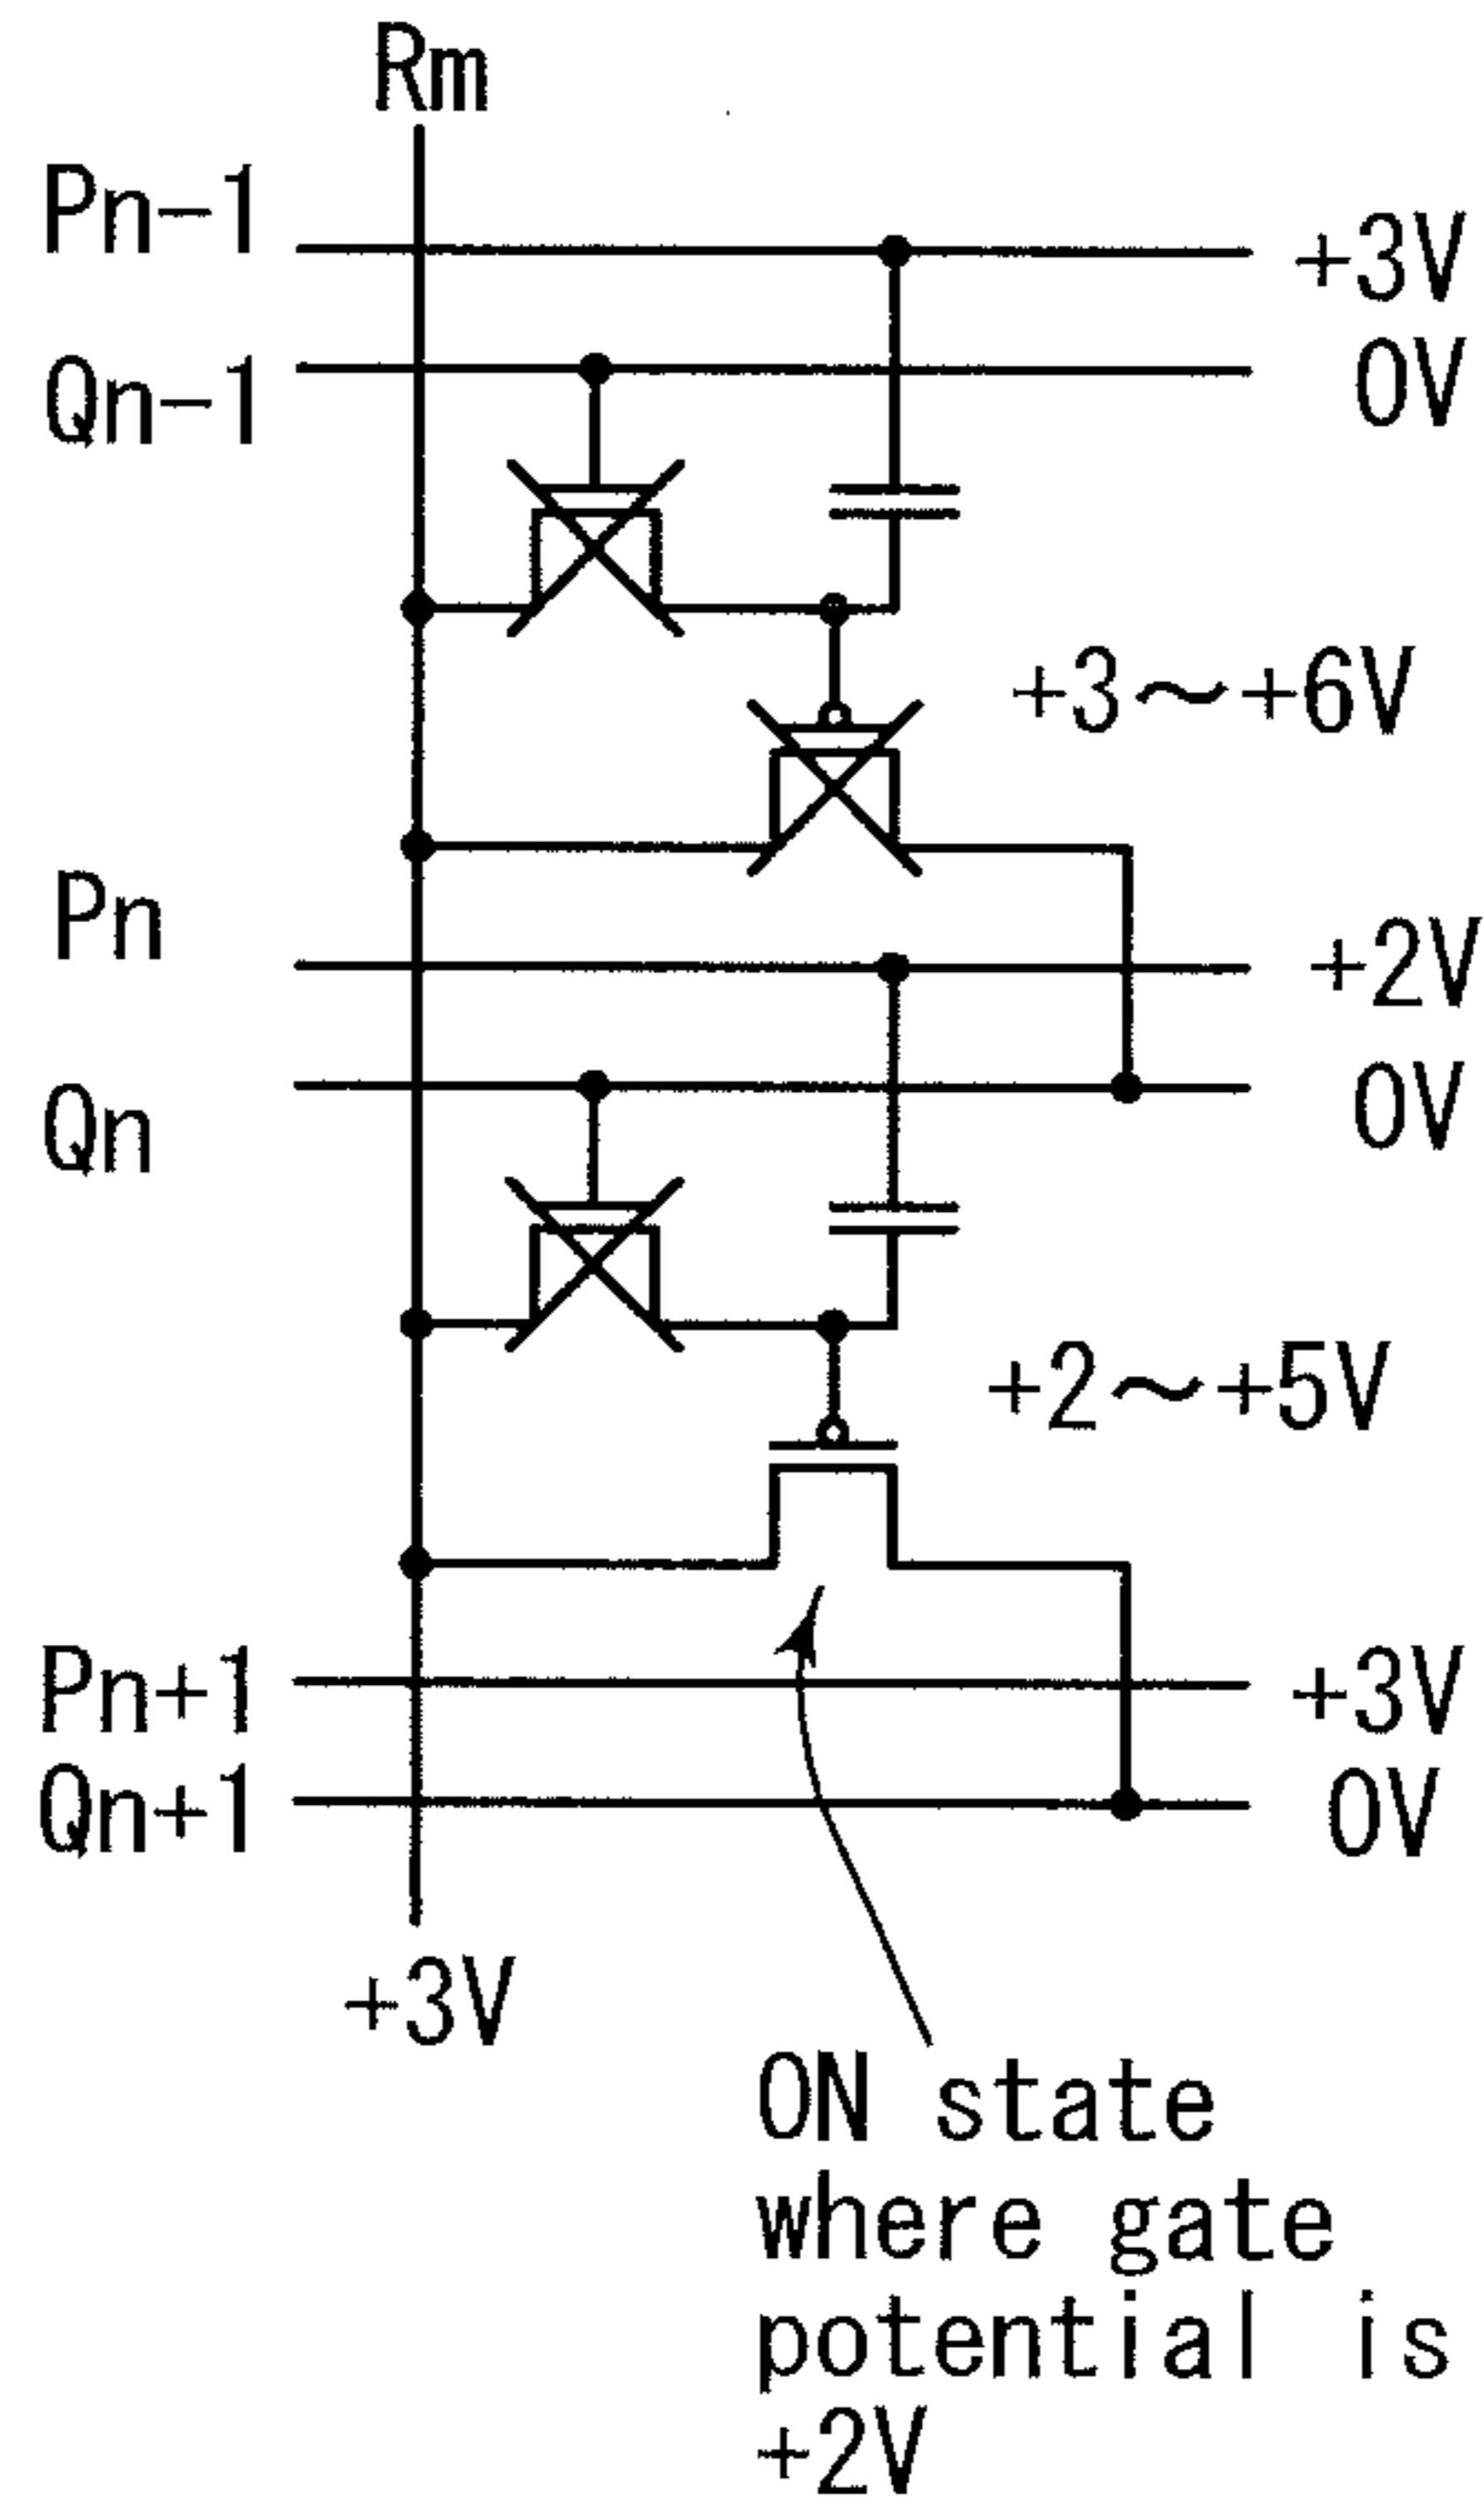 Rm
Pn-1
+3V
Qn-1
0V
+3～+6V
Pn
+2V
Qn
0V
+2～+5V
Pn+1
+3V
Qn+1
0V
+3V
ON state
where gate
potential is
+2V